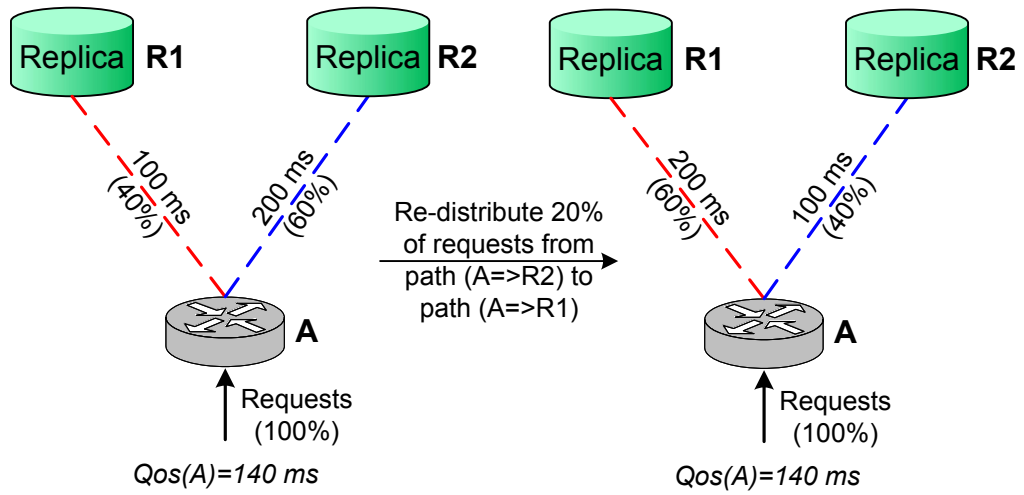 Replica R1
Replica R2
100 ms
(40%)
200 ms
(60%)
A
Requests
(100%)
Qos(A)=140 ms
Re-distribute 20%
of requests from
path (A=>R2) to
path (A=>R1)
Replica R1
Replica R2
200 ms
(60%)
100 ms
(40%)
A
Requests
(100%)
Qos(A)=140 ms